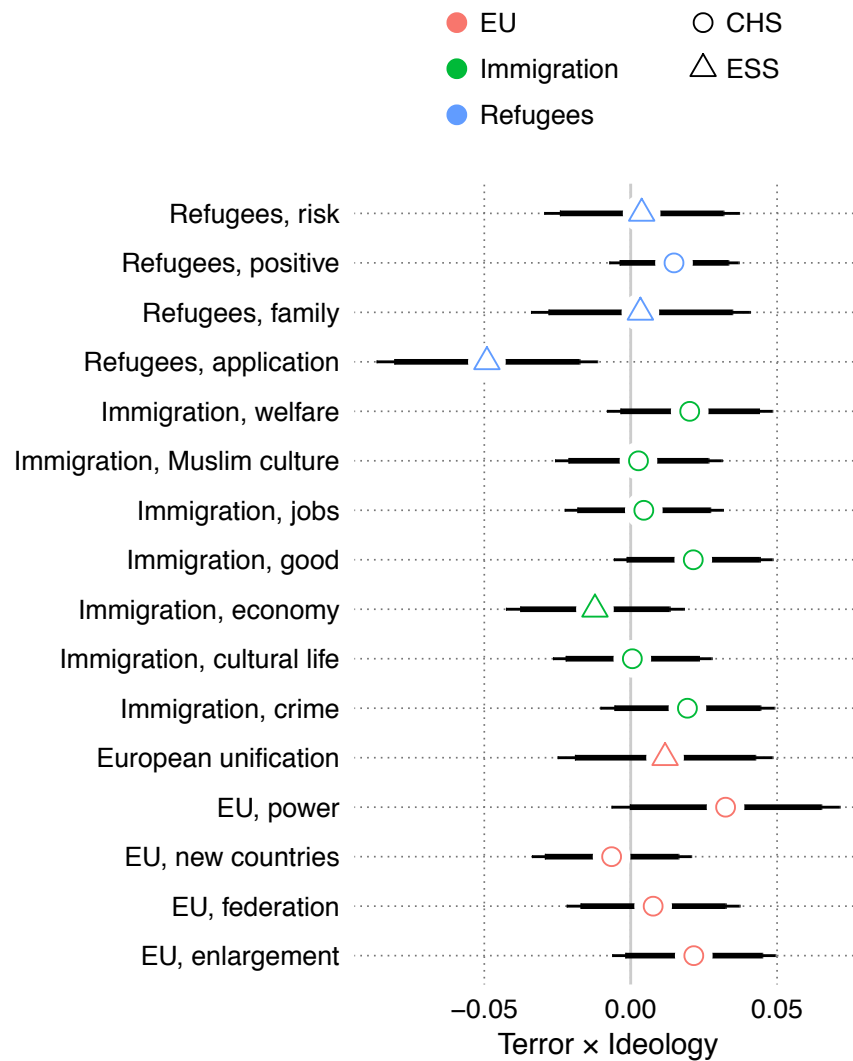 EU
CHS
Immigration
ESS
Refugees
Refugees, risk
Refugees, positive
Refugees, family
Refugees, application
Immigration, welfare
Immigration, Muslim culture
Immigration, jobs
Immigration, good
Immigration, economy
Immigration, cultural life
Immigration, crime
European unification
EU, power
EU, new countries
EU, federation
EU, enlargement
−0.05 0.00 0.05
Terror × Ideology